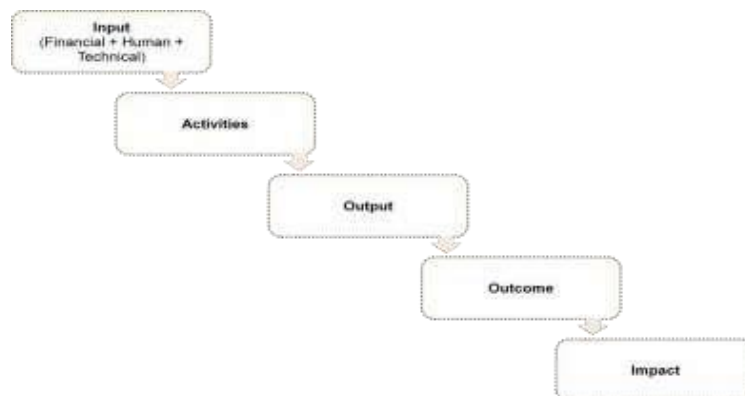 Input
(Financial + Human +
Technical)
Activities
Output
Outcome
Impact